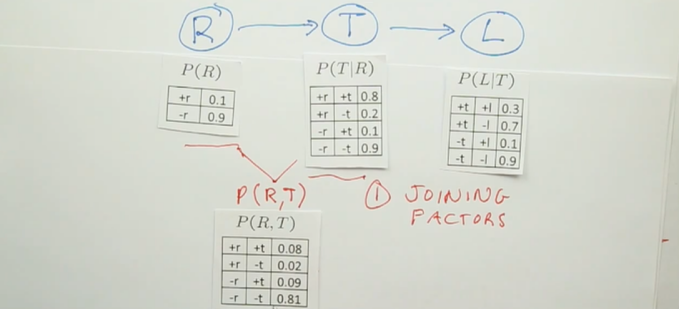 R T L
P(R)
+r 0.1
-r 0.9
P(T|R)
+r +t 0.8
+r -t 0.2
-r +t 0.1
-r -t 0.9
P(L|T)
+t +l 0.3
+t -l 0.7
-t +l 0.1
-t -l 0.9
P(R,T)
① JOINING
FACTORS
P(R,T)
+r +t 0.08
+r -t 0.02
-r +t 0.09
-r -t 0.81